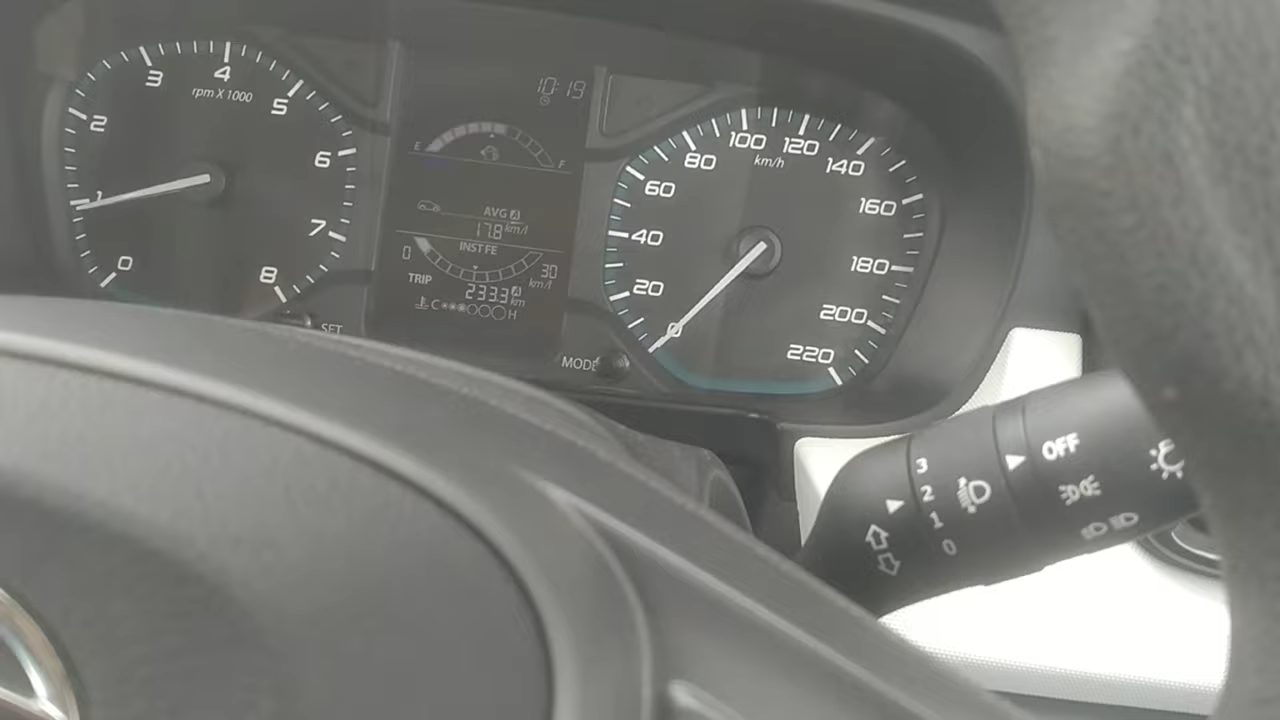 0 1 2 3 4 5 6 7 8
rpm X 1000
SET
10:19
E F
AVG A
17.8 km/l
INST FE
0 30
km/l
TRIP A
233.3 km
C H
MODE
0 20 40 60 80 100 120 140 160 180 200 220
km/h
3
2
1
0
OFF